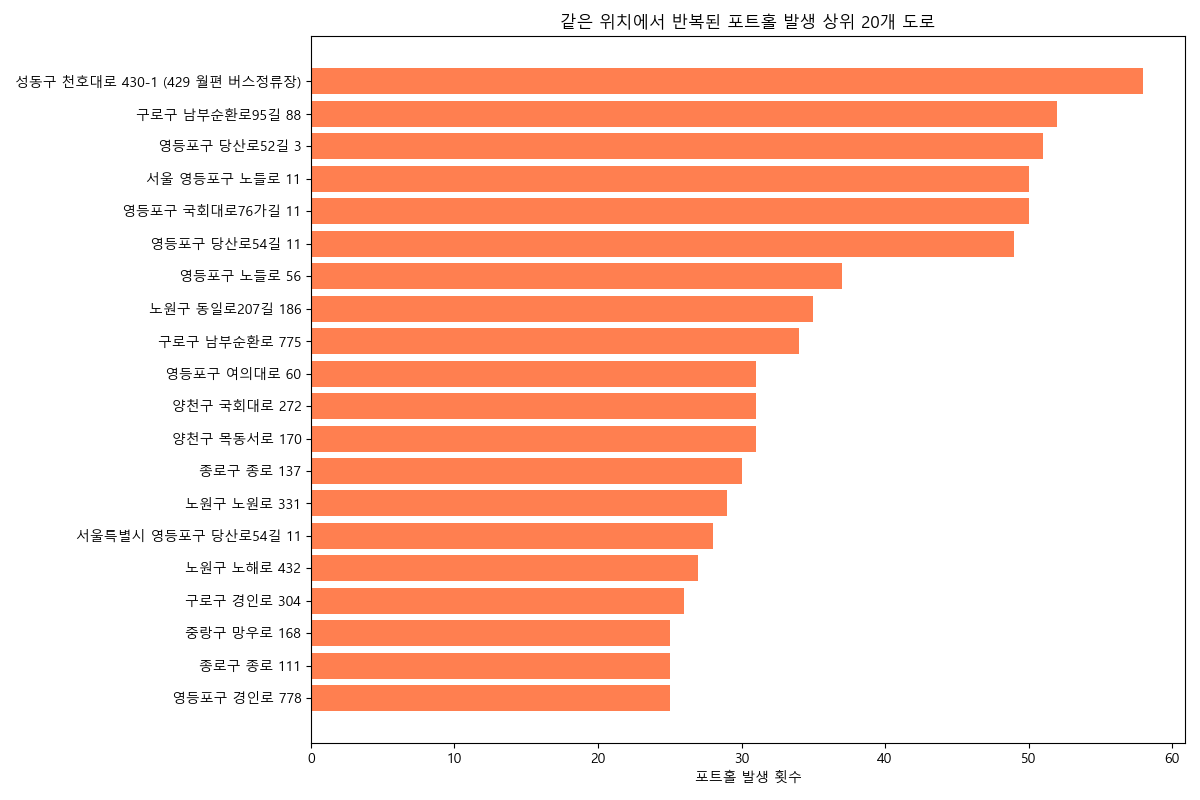 같은 위치에서 반복된 포트홀 발생 상위 20개 도로
성동구 천호대로 430-1 (429 월편 버스정류장)
구로구 남부순환로95길 88
영등포구 당산로52길 3
서울 영등포구 노들로 11
영등포구 국회대로76가길 11
영등포구 당산로54길 11
영등포구 노들로 56
노원구 동일로207길 186
구로구 남부순환로 775
영등포구 여의대로 60
양천구 국회대로 272
양천구 목동서로 170
종로구 종로 137
노원구 노원로 331
서울특별시 영등포구 당산로54길 11
노원구 노해로 432
구로구 경인로 304
중랑구 망우로 168
종로구 종로 111
영등포구 경인로 778
0 10 20 30 40 50 60
포트홀 발생 횟수